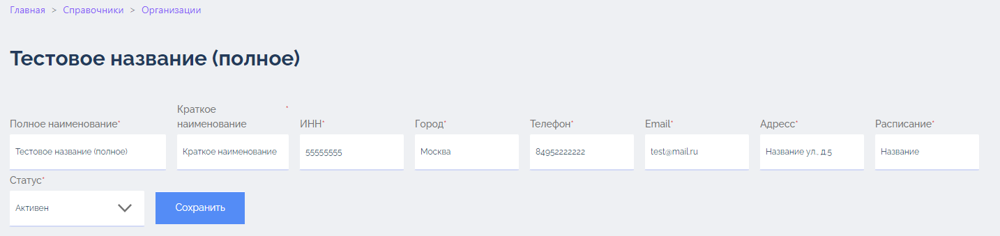 Главная > Справочники > Организации
Тестовое название (полное)
Полное наименование* Краткое наименование* ИНН* Город* Телефон* Email* Адресс* Расписание*
Тестовое название (полное) Краткое наименование 55555555 Москва 84952222222 test@mail.ru Название ул., д.5 Название
Статус*
Активен Сохранить